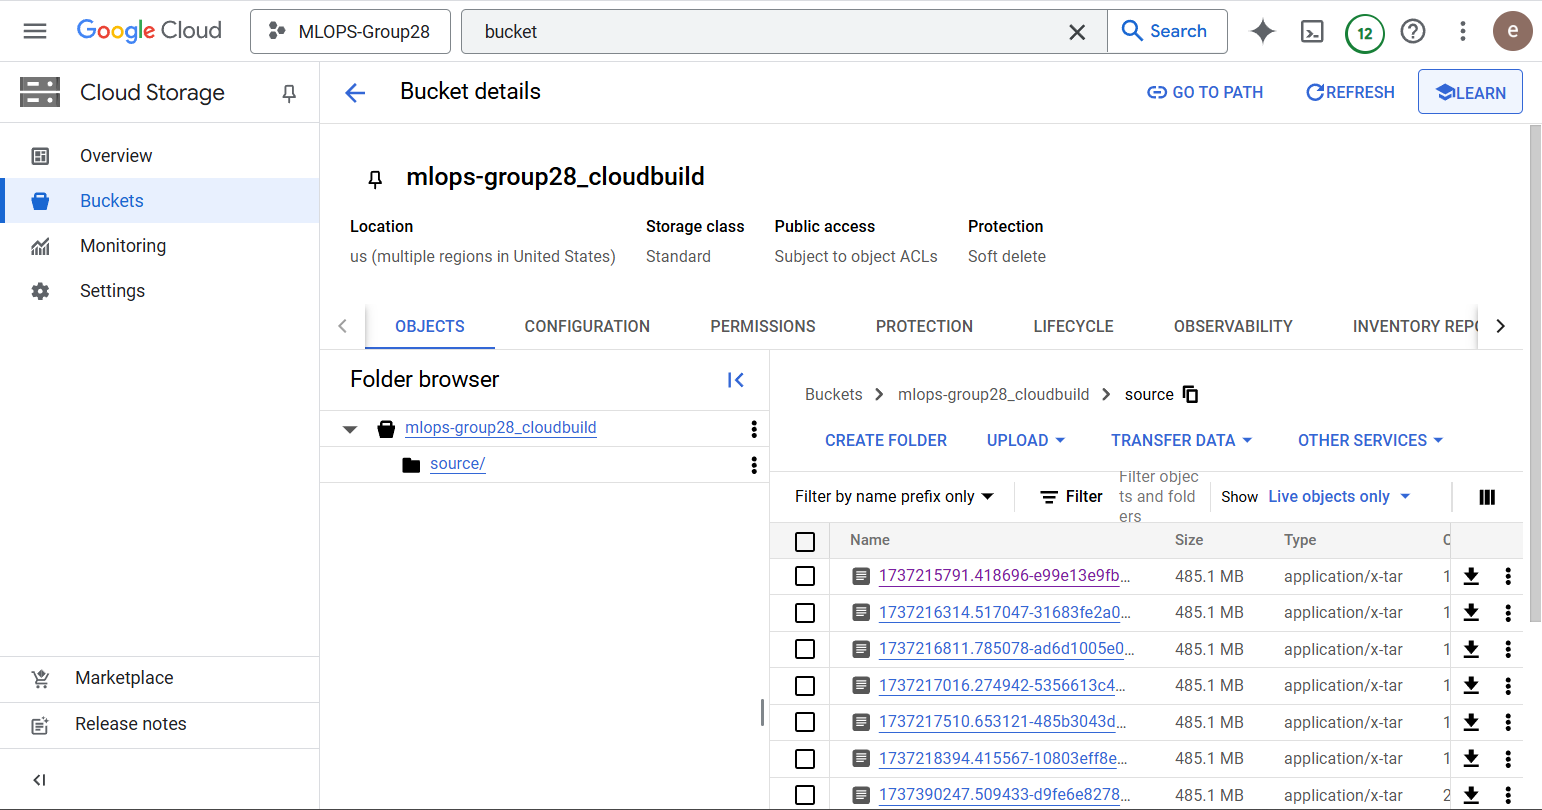 Google Cloud
MLOPS-Group28
bucket
Search
12
e
Cloud Storage
Bucket details
GO TO PATH
REFRESH
LEARN
Overview
Buckets
Monitoring
Settings
Marketplace
Release notes
mlops-group28_cloudbuild
Location Storage class Public access Protection
us (multiple regions in United States) Standard Subject to object ACLs Soft delete
OBJECTS CONFIGURATION PERMISSIONS PROTECTION LIFECYCLE OBSERVABILITY INVENTORY REPO
Folder browser
mlops-group28_cloudbuild
source/
Buckets mlops-group28_cloudbuild source
CREATE FOLDER UPLOAD TRANSFER DATA OTHER SERVICES
Filter by name prefix only Filter
Filter objec
ts and fold
ers
Show Live objects only
Name Size Type C
1737215791.418696-e99e13e9fb... 485.1 MB application/x-tar 1
1737216314.517047-31683fe2a0... 485.1 MB application/x-tar 1
1737216811.785078-ad6d1005e0... 485.1 MB application/x-tar 1
1737217016.274942-5356613c4... 485.1 MB application/x-tar 1
1737217510.653121-485b3043d... 485.1 MB application/x-tar 1
1737218394.415567-10803eff8e... 485.1 MB application/x-tar 1
1737390247.509433-d9fe6e8278... 485.1 MB application/x-tar 2